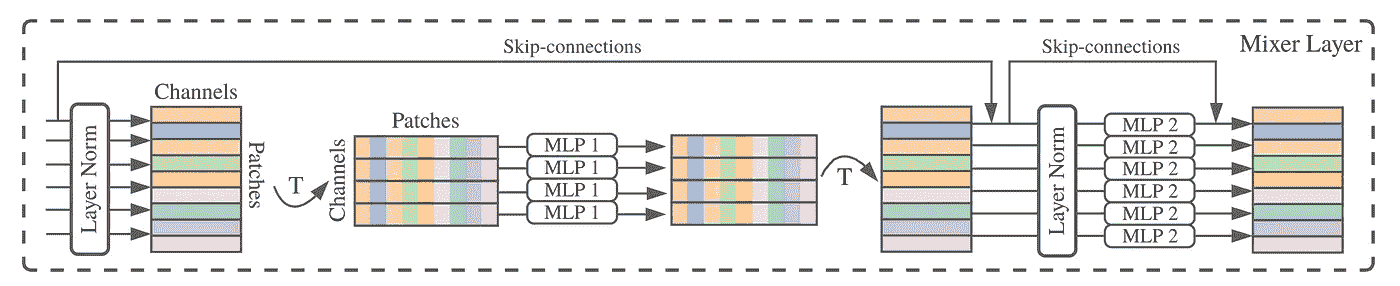 Skip-connections
Skip-connections
Mixer Layer
Channels
Layer Norm
Patches
T
Patches
Channels
MLP 1
MLP 1
MLP 1
MLP 1
T
Layer Norm
MLP 2
MLP 2
MLP 2
MLP 2
MLP 2
MLP 2